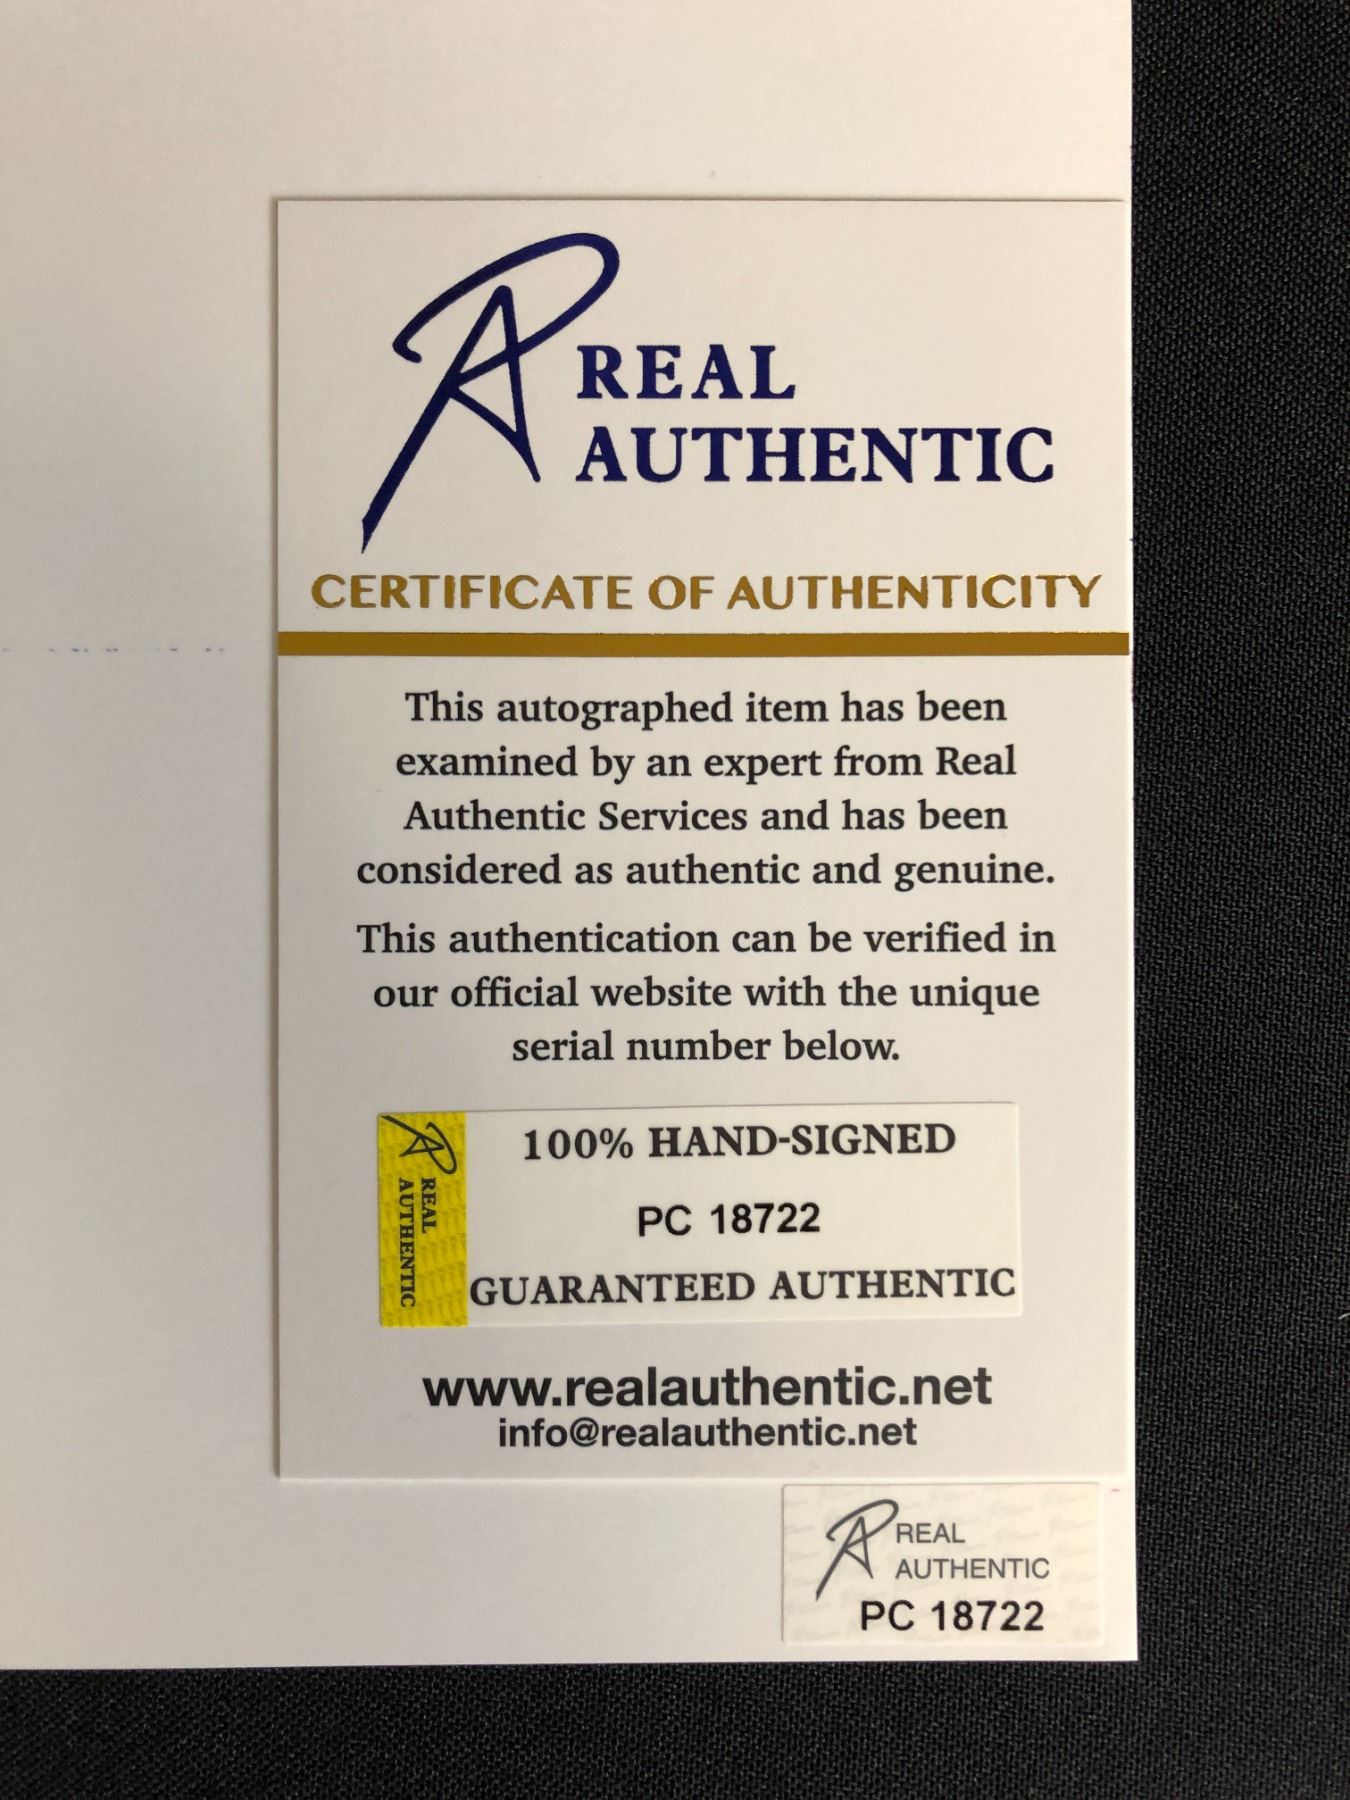 REAL
AUTHENTIC
CERTIFICATE OF AUTHENTICITY
This autographed item has been
examined by an expert from Real
Authentic Services and has been
considered as authentic and genuine.
This authentication can be verified in
our official website with the unique
serial number below.
REAL
AUTHENTIC
100% HAND-SIGNED
PC 18722
GUARANTEED AUTHENTIC
www.realauthentic.net
info@realauthentic.net
REAL
AUTHENTIC
PC 18722